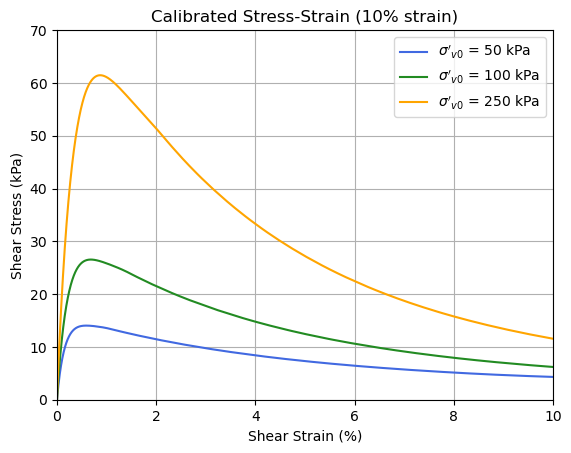 Calibrated Stress-Strain (10% strain)
70
60
50
40
30
20
10
0
Shear Stress (kPa)
σ'v0 = 50 kPa
σ'v0 = 100 kPa
σ'v0 = 250 kPa
0 2 4 6 8 10
Shear Strain (%)